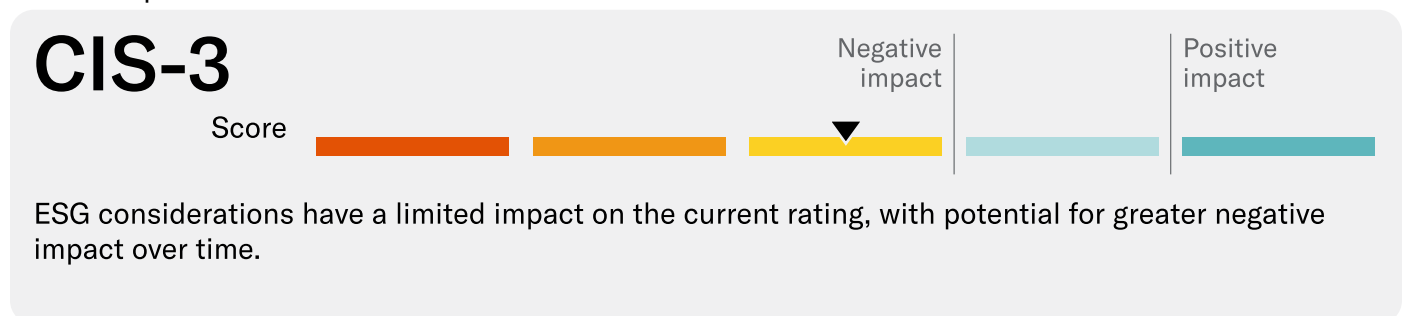 CIS-3
Negative
impact
Positive
impact
Score
ESG considerations have a limited impact on the current rating, with potential for greater negative
impact over time.